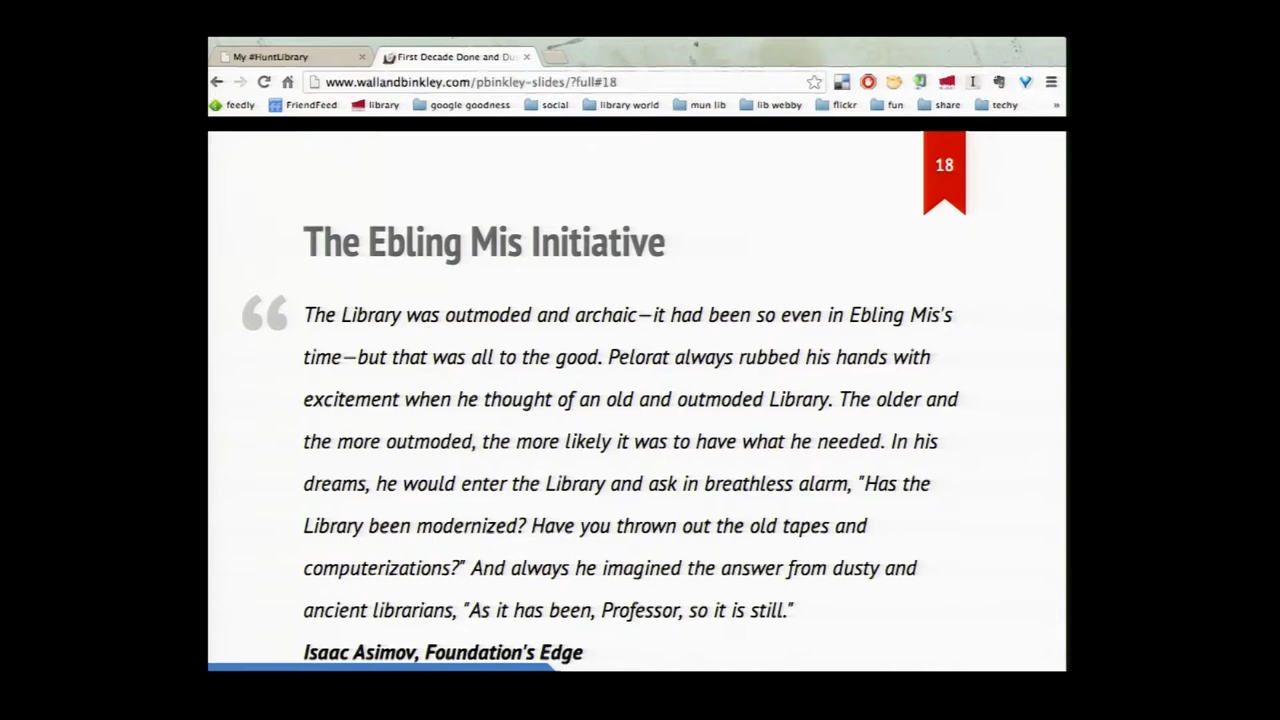 My #HuntLibrary
First Decade Done and Du
www.wallandbinkley.com/pbinkley-slides/?full#18
feedly FriendFeed library google goodness social library world mun lib lib webby flickr fun share techy »
18
The Ebling Mis Initiative
The Library was outmoded and archaic—it had been so even in Ebling Mis's
time—but that was all to the good. Pelorat always rubbed his hands with
excitement when he thought of an old and outmoded Library. The older and
the more outmoded, the more likely it was to have what he needed. In his
dreams, he would enter the Library and ask in breathless alarm, "Has the
Library been modernized? Have you thrown out the old tapes and
computerizations?" And always he imagined the answer from dusty and
ancient librarians, "As it has been, Professor, so it is still."
Isaac Asimov, Foundation's Edge